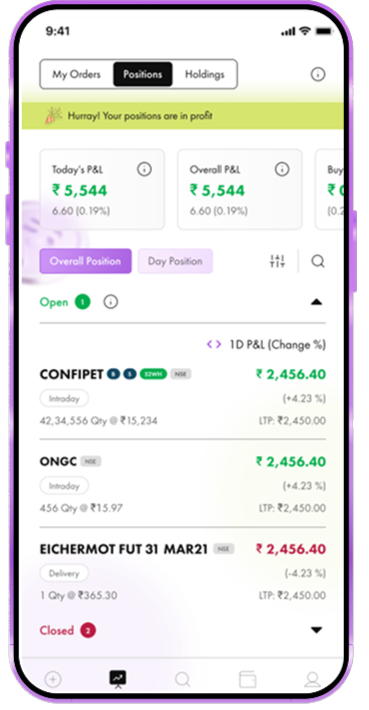 9:41
My Orders Positions Holdings
Hurray! Your positions are in profit
Today's P&L Overall P&L Buy
₹ 5,544 ₹ 5,544 ₹ 0
6.60 (0.19%) 6.60 (0.19%) (0.2
Overall Position Day Position
Open 1
<> 1D P&L (Change %)
CONFIPET B S 52WH NSE ₹ 2,456.40
Intraday (+4.23 %)
42,34,556 Qty @ ₹15,234 LTP: ₹2,450.00
ONGC NSE ₹ 2,456.40
Intraday (+4.23 %)
456 Qty @ ₹15.97 LTP: ₹2,450.00
EICHERMOT FUT 31 MAR21 NSE ₹ 2,456.40
Delivery (-4.23 %)
1 Qty @ ₹365.30 LTP: ₹2,450.00
Closed 2